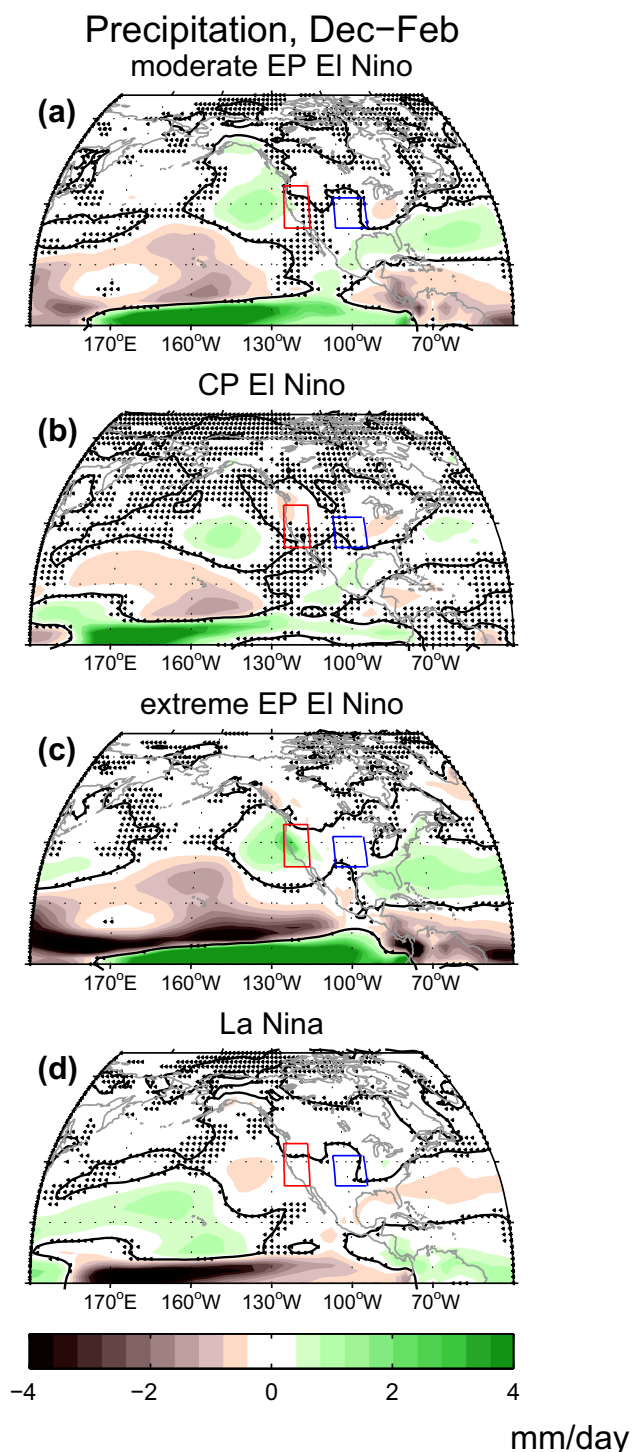 Precipitation, Dec−Feb
moderate EP El Nino
(a)
170°E 160°W 130°W 100°W 70°W
CP El Nino
(b)
170°E 160°W 130°W 100°W 70°W
extreme EP El Nino
(c)
170°E 160°W 130°W 100°W 70°W
La Nina
(d)
170°E 160°W 130°W 100°W 70°W
−4 −2 0 2 4
mm/day